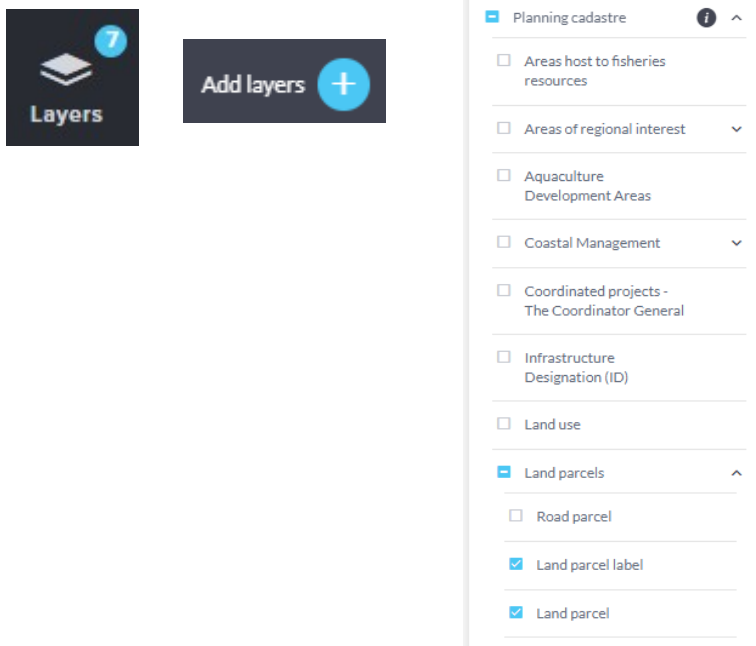 7
Layers
Add layers
Planning cadastre
Areas host to fisheries
resources
Areas of regional interest
Aquaculture
Development Areas
Coastal Management
Coordinated projects -
The Coordinator General
Infrastructure
Designation (ID)
Land use
Land parcels
Road parcel
Land parcel label
Land parcel